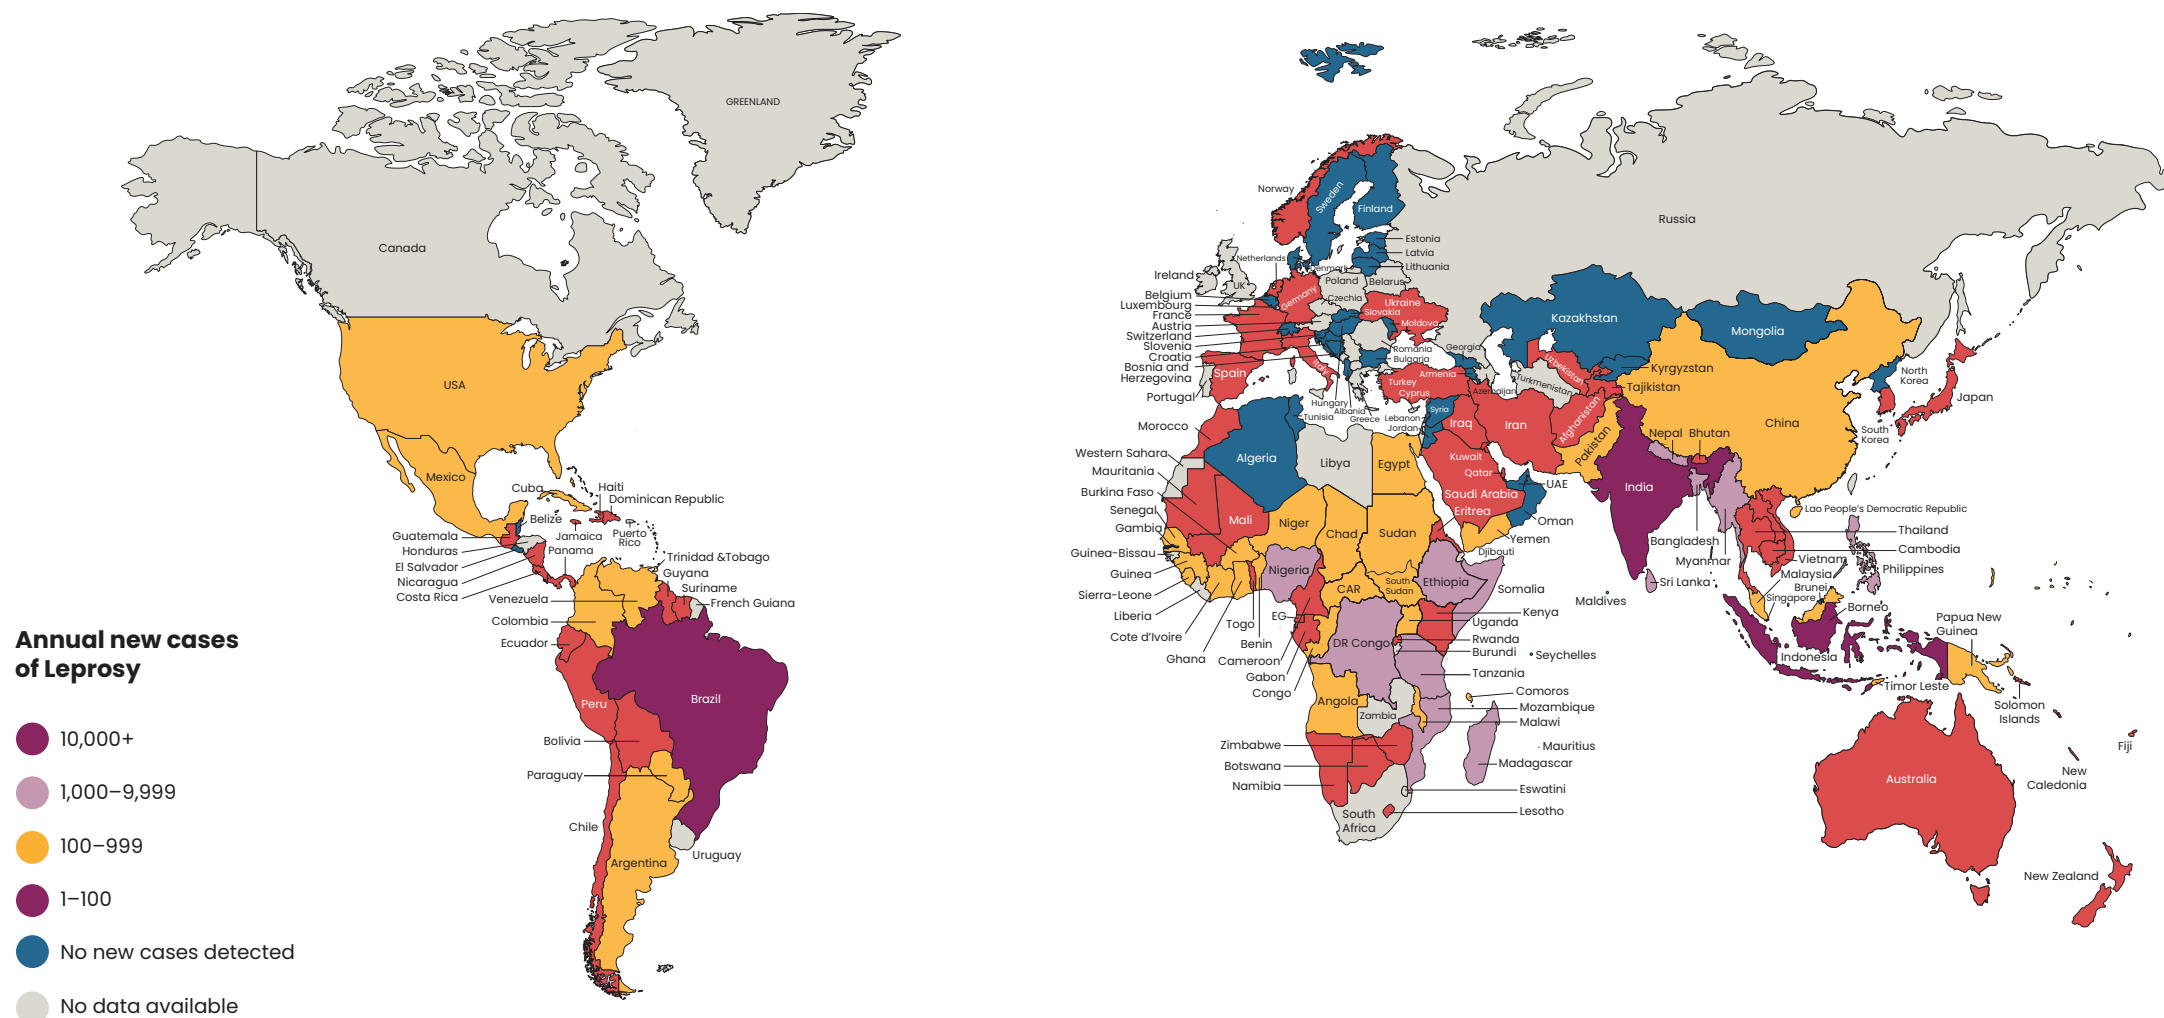 GREENLAND
Canada
USA
Mexico
Cuba
Haiti
Dominican Republic
Belize
Jamaica
Puerto
Rico
Guatemala
Honduras
El Salvador
Nicaragua
Costa Rica
Panama
Trinidad &Tobago
Guyana
Suriname
French Guiana
Venezuela
Colombia
Ecuador
Brazil
Peru
Bolivia
Paraguay
Chile
Argentina
Uruguay
Annual new cases
of Leprosy
10,000+
1,000–9,999
100–999
1–100
No new cases detected
No data available
Norway
Sweden
Finland
Russia
Estonia
Latvia
Lithuania
Netherlands
Denmark
Ireland
UK
Poland
Belarus
Germany
Czechia
Belgium
Luxembourg
France
Austria
Switzerland
Slovenia
Croatia
Bosnia and
Herzegovina
Portugal
Spain
Italy
Ukraine
Slovakia
Moldova
Romania
Bulgaria
Georgia
Armenia
Azerbaijan
Turkey
Cyprus
Hungary
Albania
Greece
Tunisia
Lebanon
Jordan
Syria
Iraq
Iran
Kazakhstan
Mongolia
Uzbekistan
Turkmenistan
Kyrgyzstan
Tajikistan
Afghanistan
Pakistan
China
North
Korea
South
Korea
Japan
Nepal
Bhutan
India
Bangladesh
Myanmar
Sri Lanka
Maldives
Lao People's Democratic Republic
Thailand
Cambodia
Vietnam
Philippines
Malaysia
Brunei
Singapore
Borneo
Indonesia
Timor Leste
Papua New
Guinea
Solomon
Islands
Fiji
New
Caledonia
Australia
New Zealand
Morocco
Western Sahara
Mauritania
Burkina Faso
Senegal
Gambia
Guinea-Bissau
Guinea
Sierra-Leone
Liberia
Cote d'Ivoire
Ghana
Togo
Benin
Cameroon
EG
Gabon
Congo
Algeria
Libya
Egypt
Mali
Niger
Chad
Sudan
Nigeria
CAR
South
Sudan
Ethiopia
Eritrea
Kuwait
Qatar
Saudi Arabia
UAE
Oman
Yemen
Djibouti
Somalia
Kenya
Uganda
DR Congo
Rwanda
Burundi
Seychelles
Tanzania
Comoros
Mozambique
Malawi
Angola
Zambia
Zimbabwe
Botswana
Namibia
Mauritius
Madagascar
Eswatini
Lesotho
South
Africa